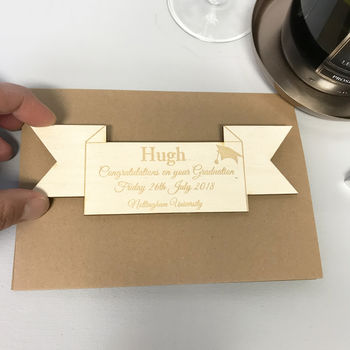 Hugh
Congratulations on your Graduation
Friday 26th July 2018
Nottingham University